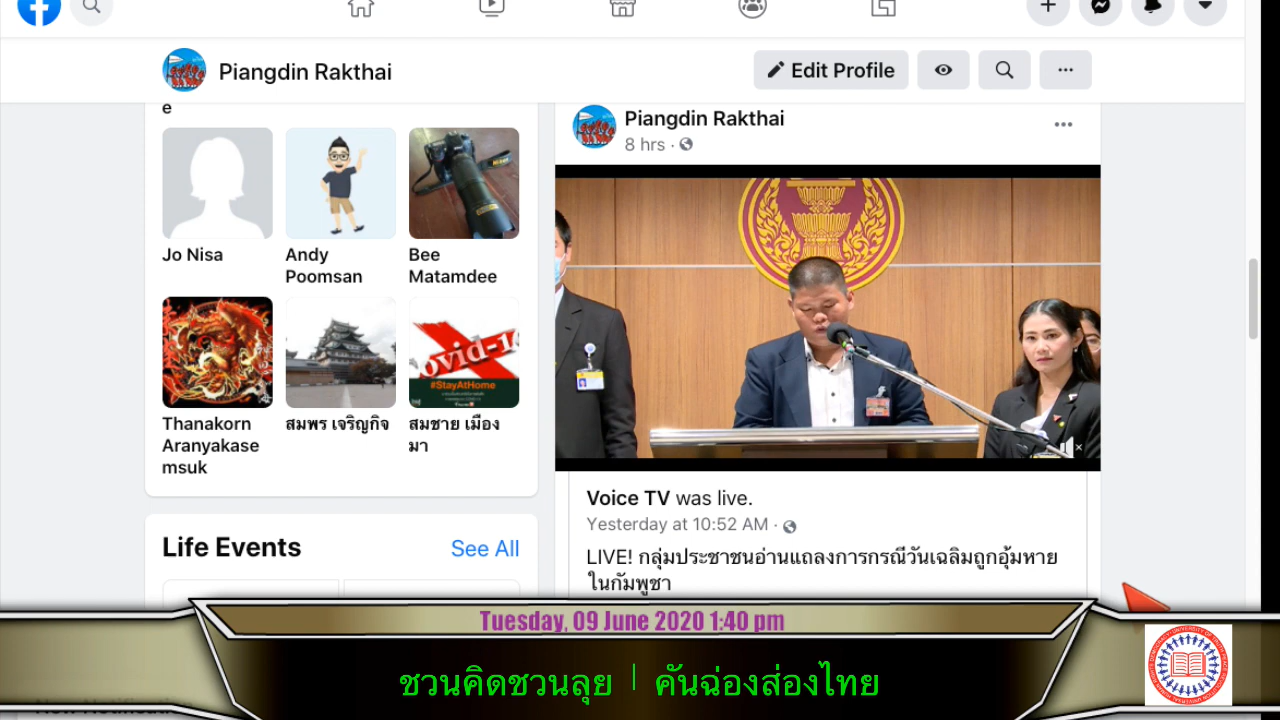 Piangdin Rakthai
Edit Profile
e
Jo Nisa
Andy
Poomsan
Bee
Matamdee
Thanakorn
Aranyakase
msuk
สมพร เจริญกิจ
ovid-1
#StayAtHome
สมชาย เมือง
มา
Life Events
See All
Piangdin Rakthai
8 hrs ·
Voice TV was live.
Yesterday at 10:52 AM ·
LIVE! กลุ่มประชาชนอ่านแถลงการกรณีวันเฉลิมถูกอุ้มหาย
ในกัมพูชา
Tuesday, 09 June 2020 1:40 pm
ชวนคิดชวนลุย | คันฉ่องส่องไทย